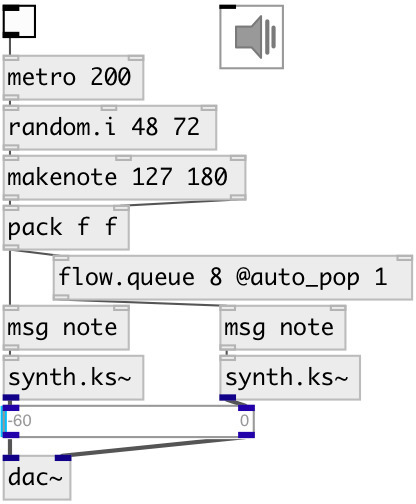 metro 200
random.i 48 72
makenote 127 180
pack f f
flow.queue 8 @auto_pop 1
msg note msg note
synth.ks~ synth.ks~
-60 0
dac~